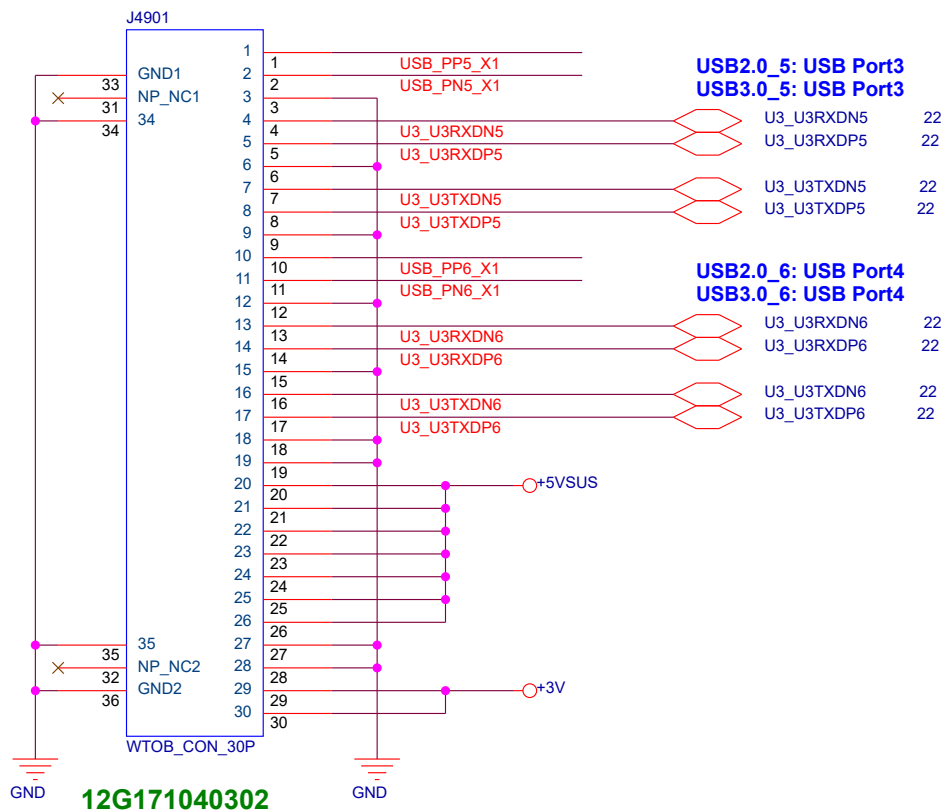 J4901
1
1
USB_PP5_X1
USB2.0_5: USB Port3
GND1
33
2
2
USB_PN5_X1
USB3.0_5: USB Port3
NP_NC1
31
3
3
34
34
4
4
U3_U3RXDN5
U3_U3RXDN5 22
5
5
U3_U3RXDP5
U3_U3RXDP5 22
6
6
7
7
U3_U3TXDN5
U3_U3TXDN5 22
8
8
U3_U3TXDP5
U3_U3TXDP5 22
9
9
10
10
USB_PP6_X1
USB2.0_6: USB Port4
11
11
USB_PN6_X1
USB3.0_6: USB Port4
12
12
13
13
U3_U3RXDN6
U3_U3RXDN6 22
14
14
U3_U3RXDP6
U3_U3RXDP6 22
15
15
16
16
U3_U3TXDN6
U3_U3TXDN6 22
17
17
U3_U3TXDP6
U3_U3TXDP6 22
18
18
19
19
20
20
+5VSUS
21
21
22
22
23
23
24
24
25
25
26
26
35
35
27
27
NP_NC2
32
28
28
GND2
36
29
29
+3V
30
30
WTOB_CON_30P
GND
GND
12G171040302